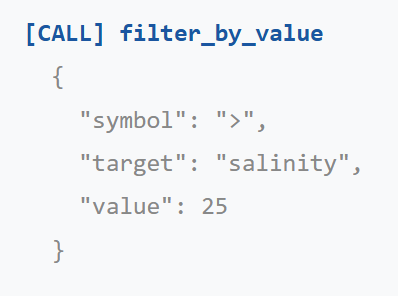 [CALL] filter_by_value
{
"symbol": ">",
"target": "salinity",
"value": 25
}